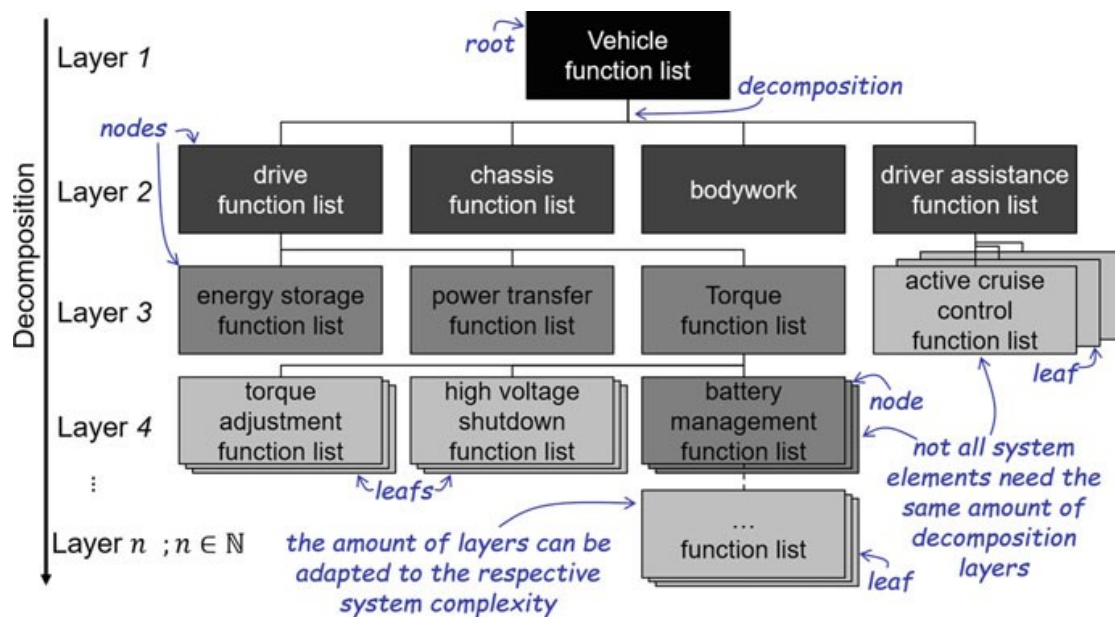 Layer 1
root
Vehicle
function list
decomposition
nodes
Decomposition
Layer 2
drive
function list
chassis
function list
bodywork
driver assistance
function list
Layer 3
energy storage
function list
power transfer
function list
Torque
function list
active cruise
control
function list
leaf
Layer 4
torque
adjustment
function list
high voltage
shutdown
function list
battery
management
function list
node
leafs
not all system
elements need the
same amount of
decomposition
layers
⋮
Layer n ; n ∈ ℕ
the amount of layers can be
adapted to the respective
system complexity
...
function list
leaf